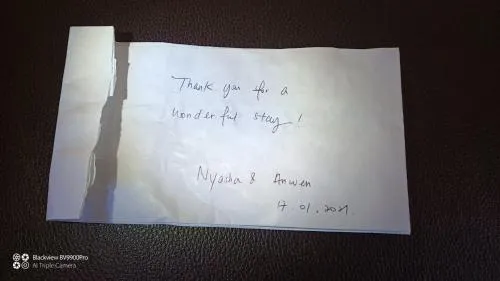 Thank you for a
wonderful stay!
Nyasha & Anwen
17.01.2021.
Blackview BV9900Pro
AI Triple Camera